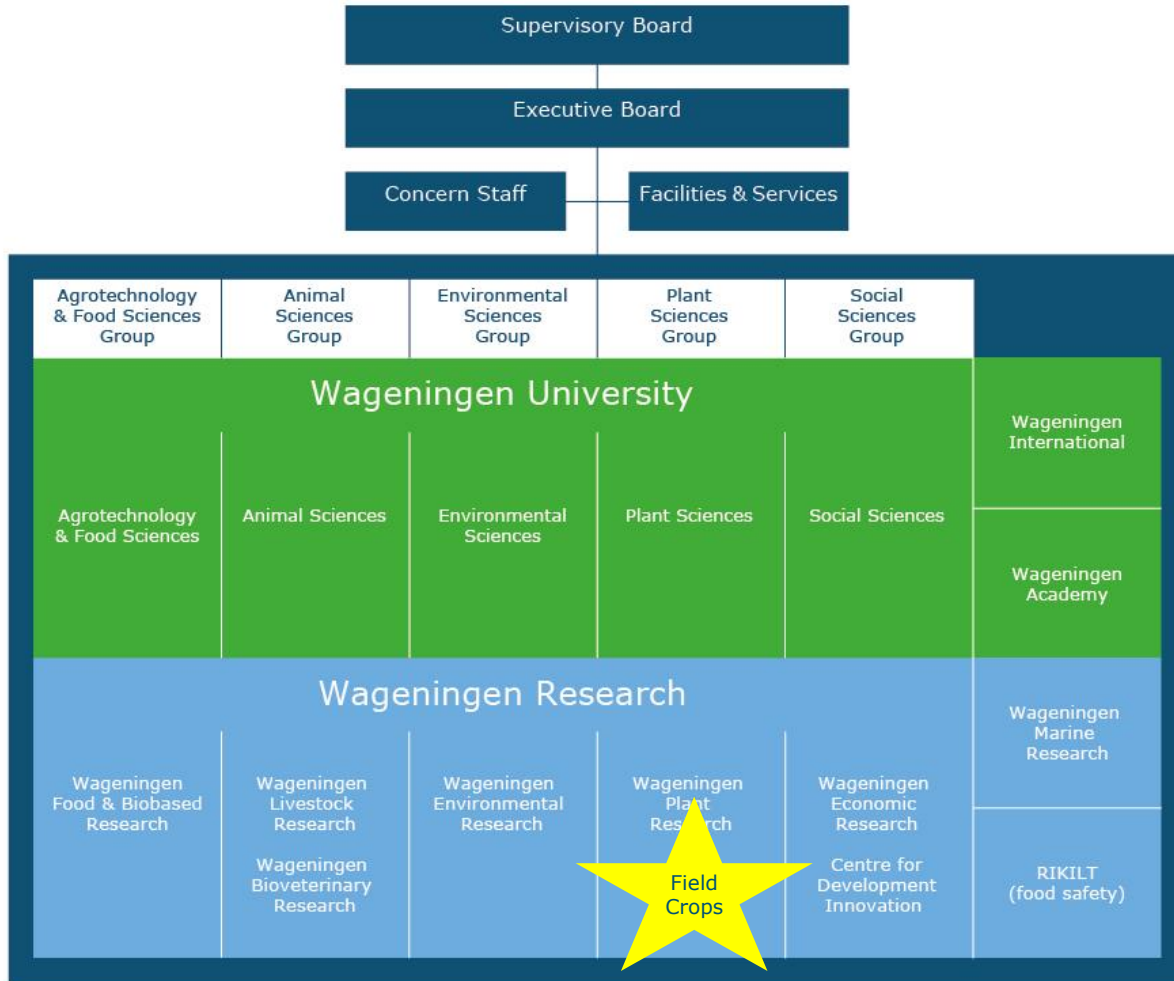 Supervisory Board
Executive Board
Concern Staff
Facilities & Services
Agrotechnology
& Food Sciences
Group
Animal
Sciences
Group
Environmental
Sciences
Group
Plant
Sciences
Group
Social
Sciences
Group
Wageningen University
Agrotechnology
& Food Sciences
Animal Sciences
Environmental
Sciences
Plant Sciences
Social Sciences
Wageningen
International
Wageningen
Academy
Wageningen Research
Wageningen
Food & Biobased
Research
Wageningen
Livestock
Research
Wageningen
Bioveterinary
Research
Wageningen
Environmental
Research
Wageningen
Plant
Research
Field
Crops
Wageningen
Economic
Research
Centre for
Development
Innovation
Wageningen
Marine
Research
RIKILT
(food safety)